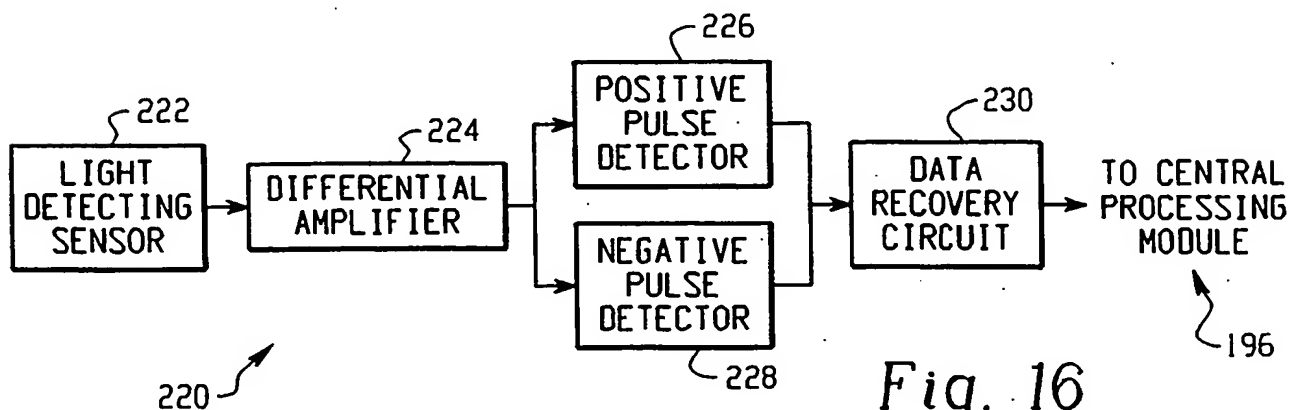 222
LIGHT
DETECTING
SENSOR
224
DIFFERENTIAL
AMPLIFIER
226
POSITIVE
PULSE
DETECTOR
NEGATIVE
PULSE
DETECTOR
228
230
DATA
RECOVERY
CIRCUIT
TO CENTRAL
PROCESSING
MODULE
196
220
Fig. 16